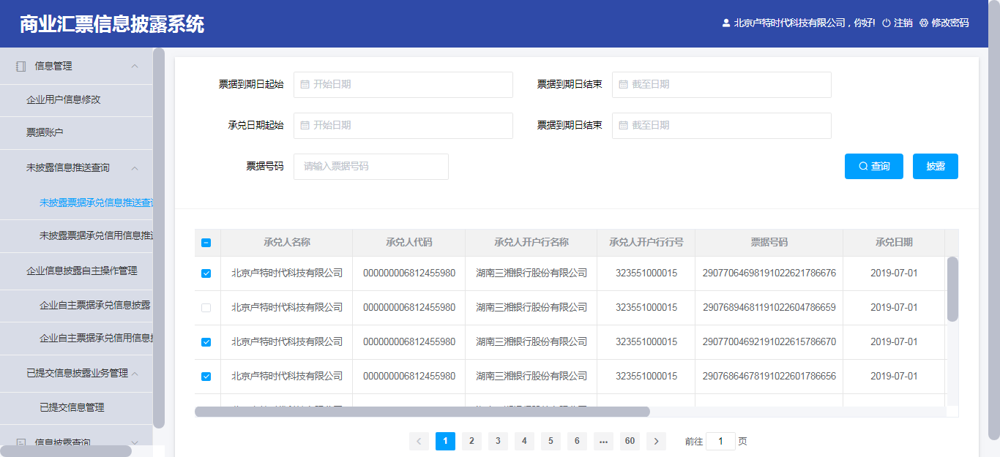 商业汇票信息披露系统
北京卢特时代科技有限公司，你好! 注销 修改密码
信息管理
企业用户信息修改
票据账户
未披露信息推送查询
未披露票据承兑信息推送查
未披露票据承兑信用信息推
企业信息披露自主操作管理
企业自主票据承兑信息披露
企业自主票据承兑信用信息
已提交信息披露业务管理
已提交信息管理
信息披露查询
票据到期日起始 开始日期 票据到期日结束 截至日期
承兑日期起始 开始日期 票据到期日结束 截至日期
票据号码 请输入票据号码 查询 披露
承兑人名称 承兑人代码 承兑人开户行名称 承兑人开户行行号 票据号码 承兑日期
北京卢特时代科技有限公司 000000006812455980 湖南三湘银行股份有限公司 323551000015 29077064698191022621786676 2019-07-01
北京卢特时代科技有限公司 000000006812455980 湖南三湘银行股份有限公司 323551000015 29076894681191022604786659 2019-07-01
北京卢特时代科技有限公司 000000006812455980 湖南三湘银行股份有限公司 323551000015 29077004692191022615786670 2019-07-01
北京卢特时代科技有限公司 000000006812455980 湖南三湘银行股份有限公司 323551000015 29076864678191022601786656 2019-07-01
1 2 3 4 5 6 ••• 60 前往 1 页